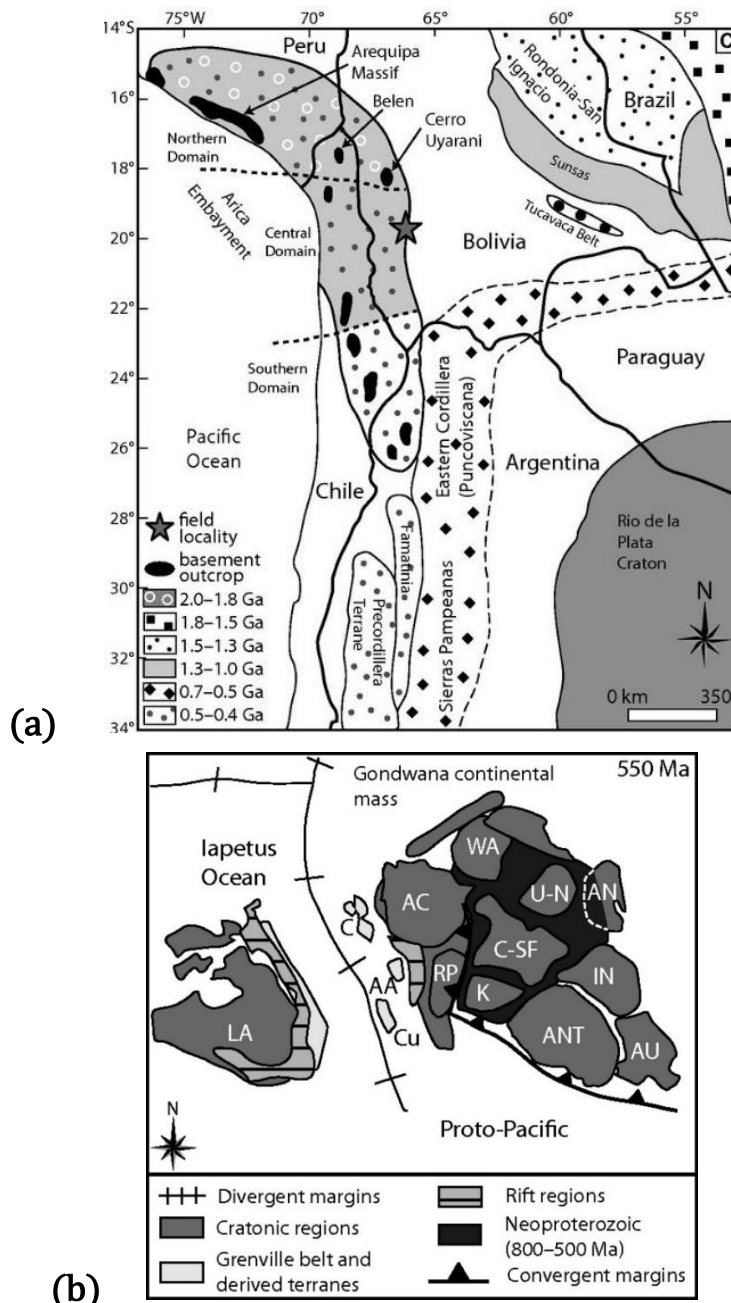 75°W
70°
65°
60°
55°
14°S
16°
18°
20°
22°
24°
26°
28°
30°
32°
34°
C
Peru
Arequipa
Massif
Belen
Cerro
Uyarani
Northern
Domain
Arica
Embayment
Central
Domain
Southern
Domain
Rondonia-San
Ignacio
Brazil
Sunsas
Tucavaca Belt
Bolivia
Paraguay
Pacific
Ocean
Chile
Eastern Cordillera
(Puncoviscana)
Argentina
Famatinia
Precordillera
Terrane
Sierras Pampeanas
Rio de la
Plata
Craton
N
0 km 350
field
locality
basement
outcrop
2.0–1.8 Ga
1.8–1.5 Ga
1.5–1.3 Ga
1.3–1.0 Ga
0.7–0.5 Ga
0.5–0.4 Ga
(a)
Gondwana continental
mass
550 Ma
Iapetus
Ocean
WA
U-N
AN
AC
C
C-SF
AA
RP
K
IN
Cu
LA
ANT
AU
N
Proto-Pacific
Divergent margins
Cratonic regions
Grenville belt and
derived terranes
Rift regions
Neoproterozoic
(800–500 Ma)
Convergent margins
(b)